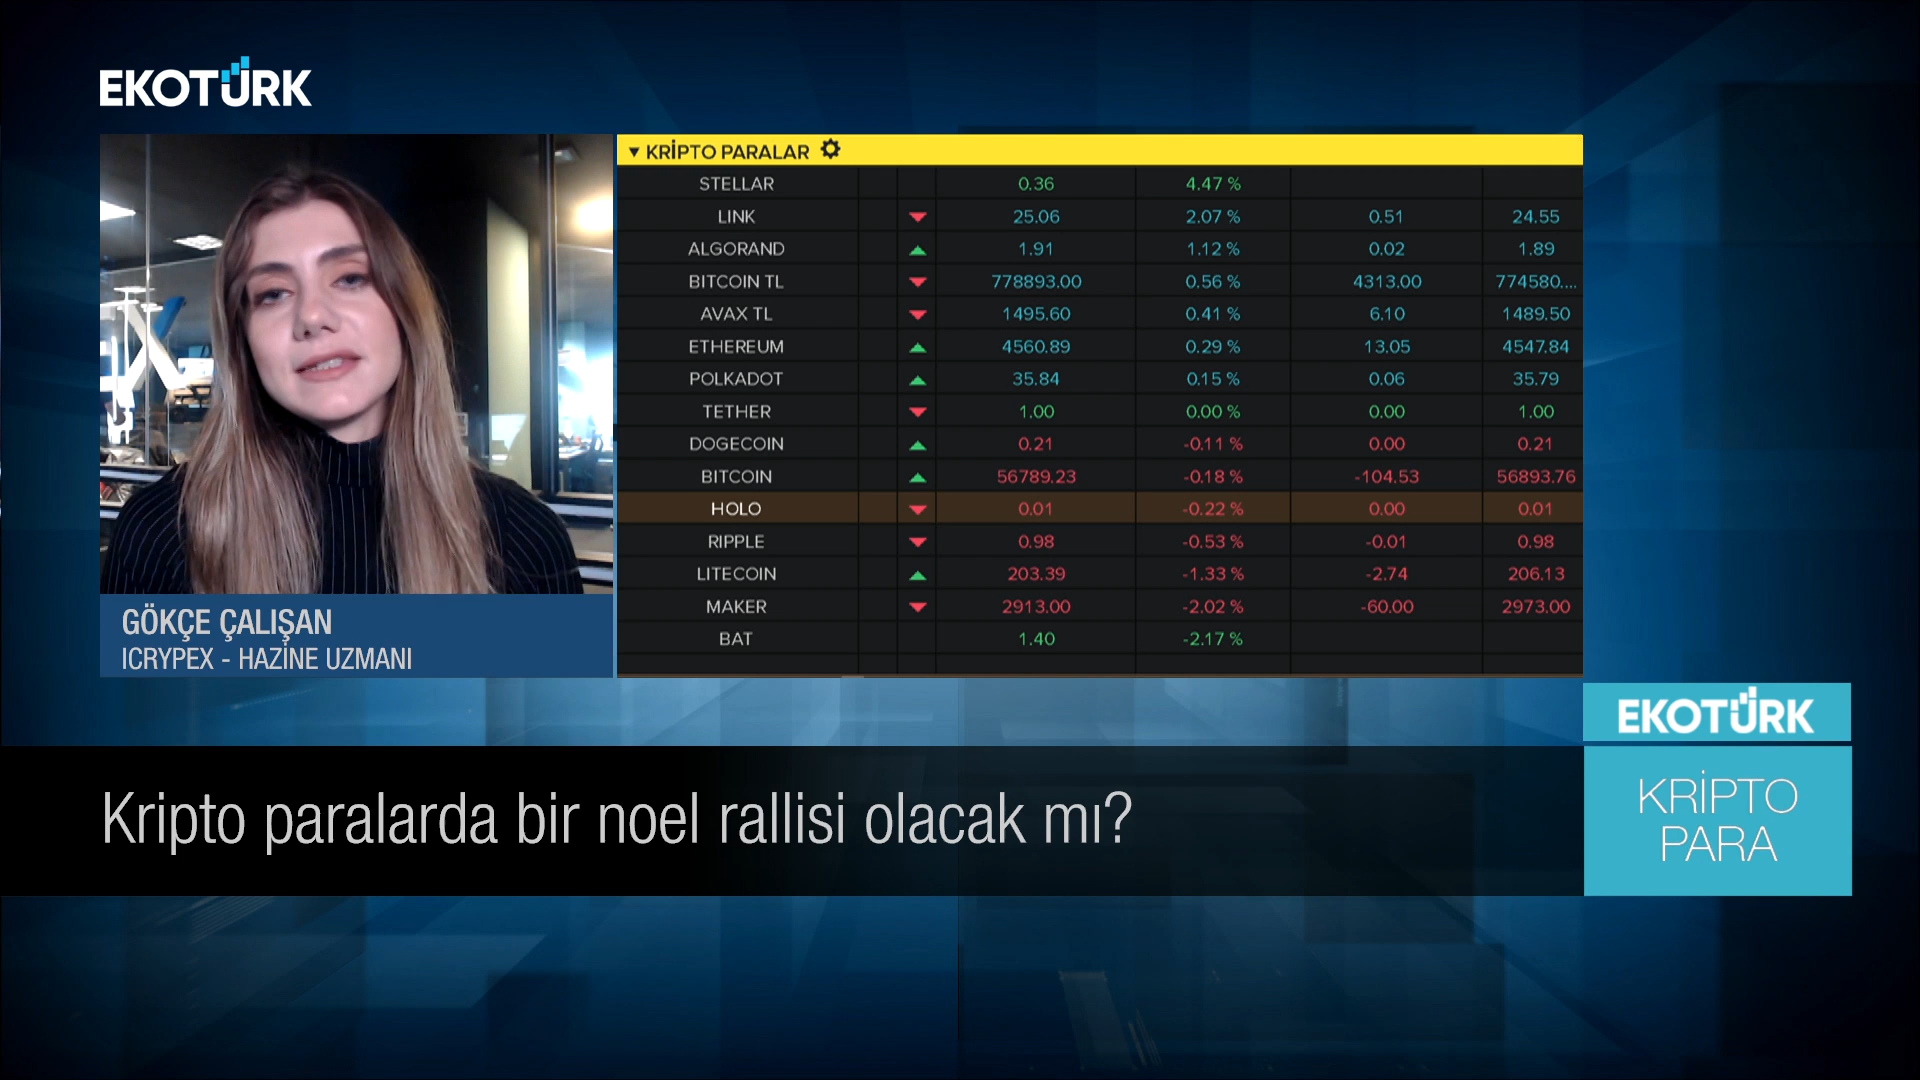 EKOTÜRK
KRİPTO PARALAR
STELLAR 0.36 4.47 %
LINK 25.06 2.07 % 0.51 24.55
ALGORAND 1.91 1.12 % 0.02 1.89
BITCOIN TL 778893.00 0.56 % 4313.00 774580....
AVAX TL 1495.60 0.41 % 6.10 1489.50
ETHEREUM 4560.89 0.29 % 13.05 4547.84
POLKADOT 35.84 0.15 % 0.06 35.79
TETHER 1.00 0.00 % 0.00 1.00
DOGECOIN 0.21 -0.11 % 0.00 0.21
BITCOIN 56789.23 -0.18 % -104.53 56893.76
HOLO 0.01 -0.22 % 0.00 0.01
RIPPLE 0.98 -0.53 % -0.01 0.98
LITECOIN 203.39 -1.33 % -2.74 206.13
MAKER 2913.00 -2.02 % -60.00 2973.00
BAT 1.40 -2.17 %
GÖKÇE ÇALIŞAN
ICRYPEX - HAZİNE UZMANI
EKOTÜRK
KRİPTO
PARA
Kripto paralarda bir noel rallisi olacak mı?